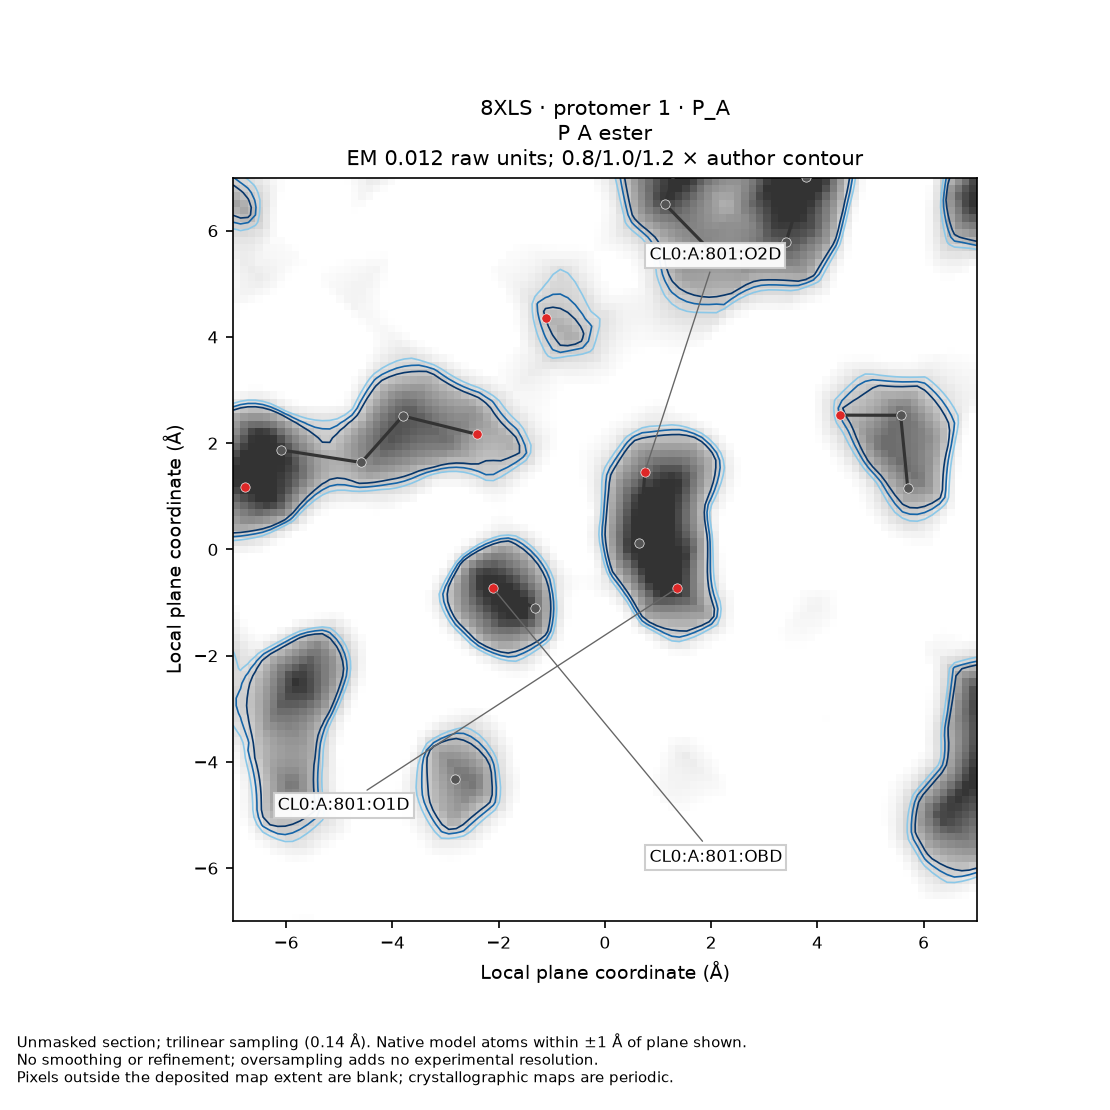 8XLS · protomer 1 · P_A
P A ester
EM 0.012 raw units; 0.8/1.0/1.2 × author contour
6
CL0:A:801:O2D
4
2
0
−2
−4
CL0:A:801:O1D
CL0:A:801:OBD
−6
Local plane coordinate (Å)
−6 −4 −2 0 2 4 6
Local plane coordinate (Å)
Unmasked section; trilinear sampling (0.14 Å). Native model atoms within ±1 Å of plane shown.
No smoothing or refinement; oversampling adds no experimental resolution.
Pixels outside the deposited map extent are blank; crystallographic maps are periodic.